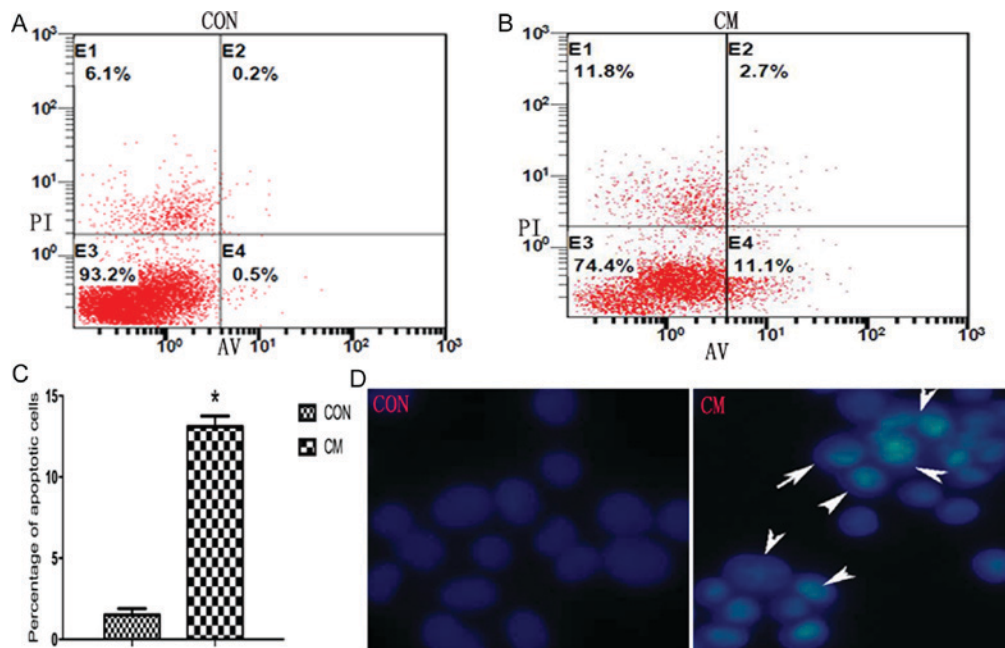 A
CON
10³
10²
10¹
10⁰
PI
E1
6.1%
E2
0.2%
E3
93.2%
E4
0.5%
10⁰ 10¹ 10² 10³
AV
B
CM
10³
10²
10¹
10⁰
PI
E1
11.8%
E2
2.7%
E3
74.4%
E4
11.1%
10⁰ 10¹ 10² 10³
AV
C
Percentage of apoptotic cells
15
10
5
0
*
CON
CM
D
CON
CM